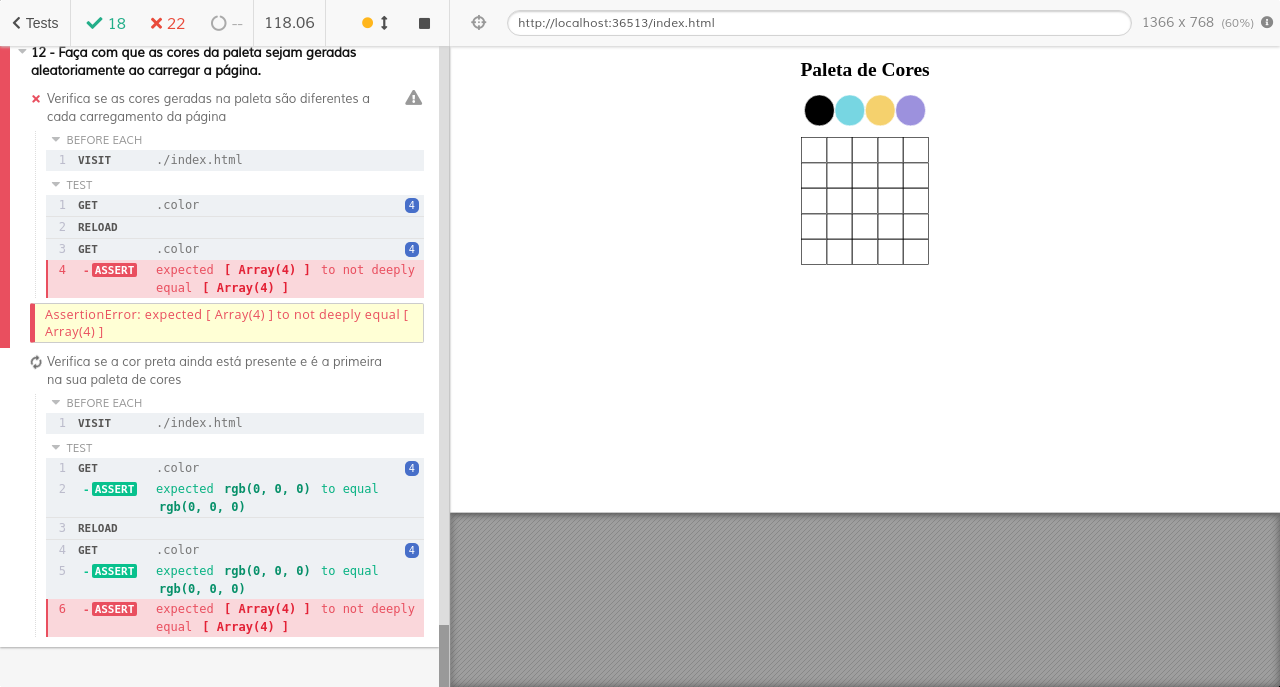 Tests 18 22 -- 118.06
http://localhost:36513/index.html 1366 x 768 (60%)
12 - Faça com que as cores da paleta sejam geradas
aleatoriamente ao carregar a página.
Verifica se as cores geradas na paleta são diferentes a
cada carregamento da página
BEFORE EACH
1 VISIT ./index.html
TEST
1 GET .color 4
2 RELOAD
3 GET .color 4
4 -ASSERT expected [ Array(4) ] to not deeply
equal [ Array(4) ]
AssertionError: expected [ Array(4) ] to not deeply equal [
Array(4) ]
Verifica se a cor preta ainda está presente e é a primeira
na sua paleta de cores
BEFORE EACH
1 VISIT ./index.html
TEST
1 GET .color 4
2 -ASSERT expected rgb(0, 0, 0) to equal
rgb(0, 0, 0)
3 RELOAD
4 GET .color 4
5 -ASSERT expected rgb(0, 0, 0) to equal
rgb(0, 0, 0)
6 -ASSERT expected [ Array(4) ] to not deeply
equal [ Array(4) ]
Paleta de Cores